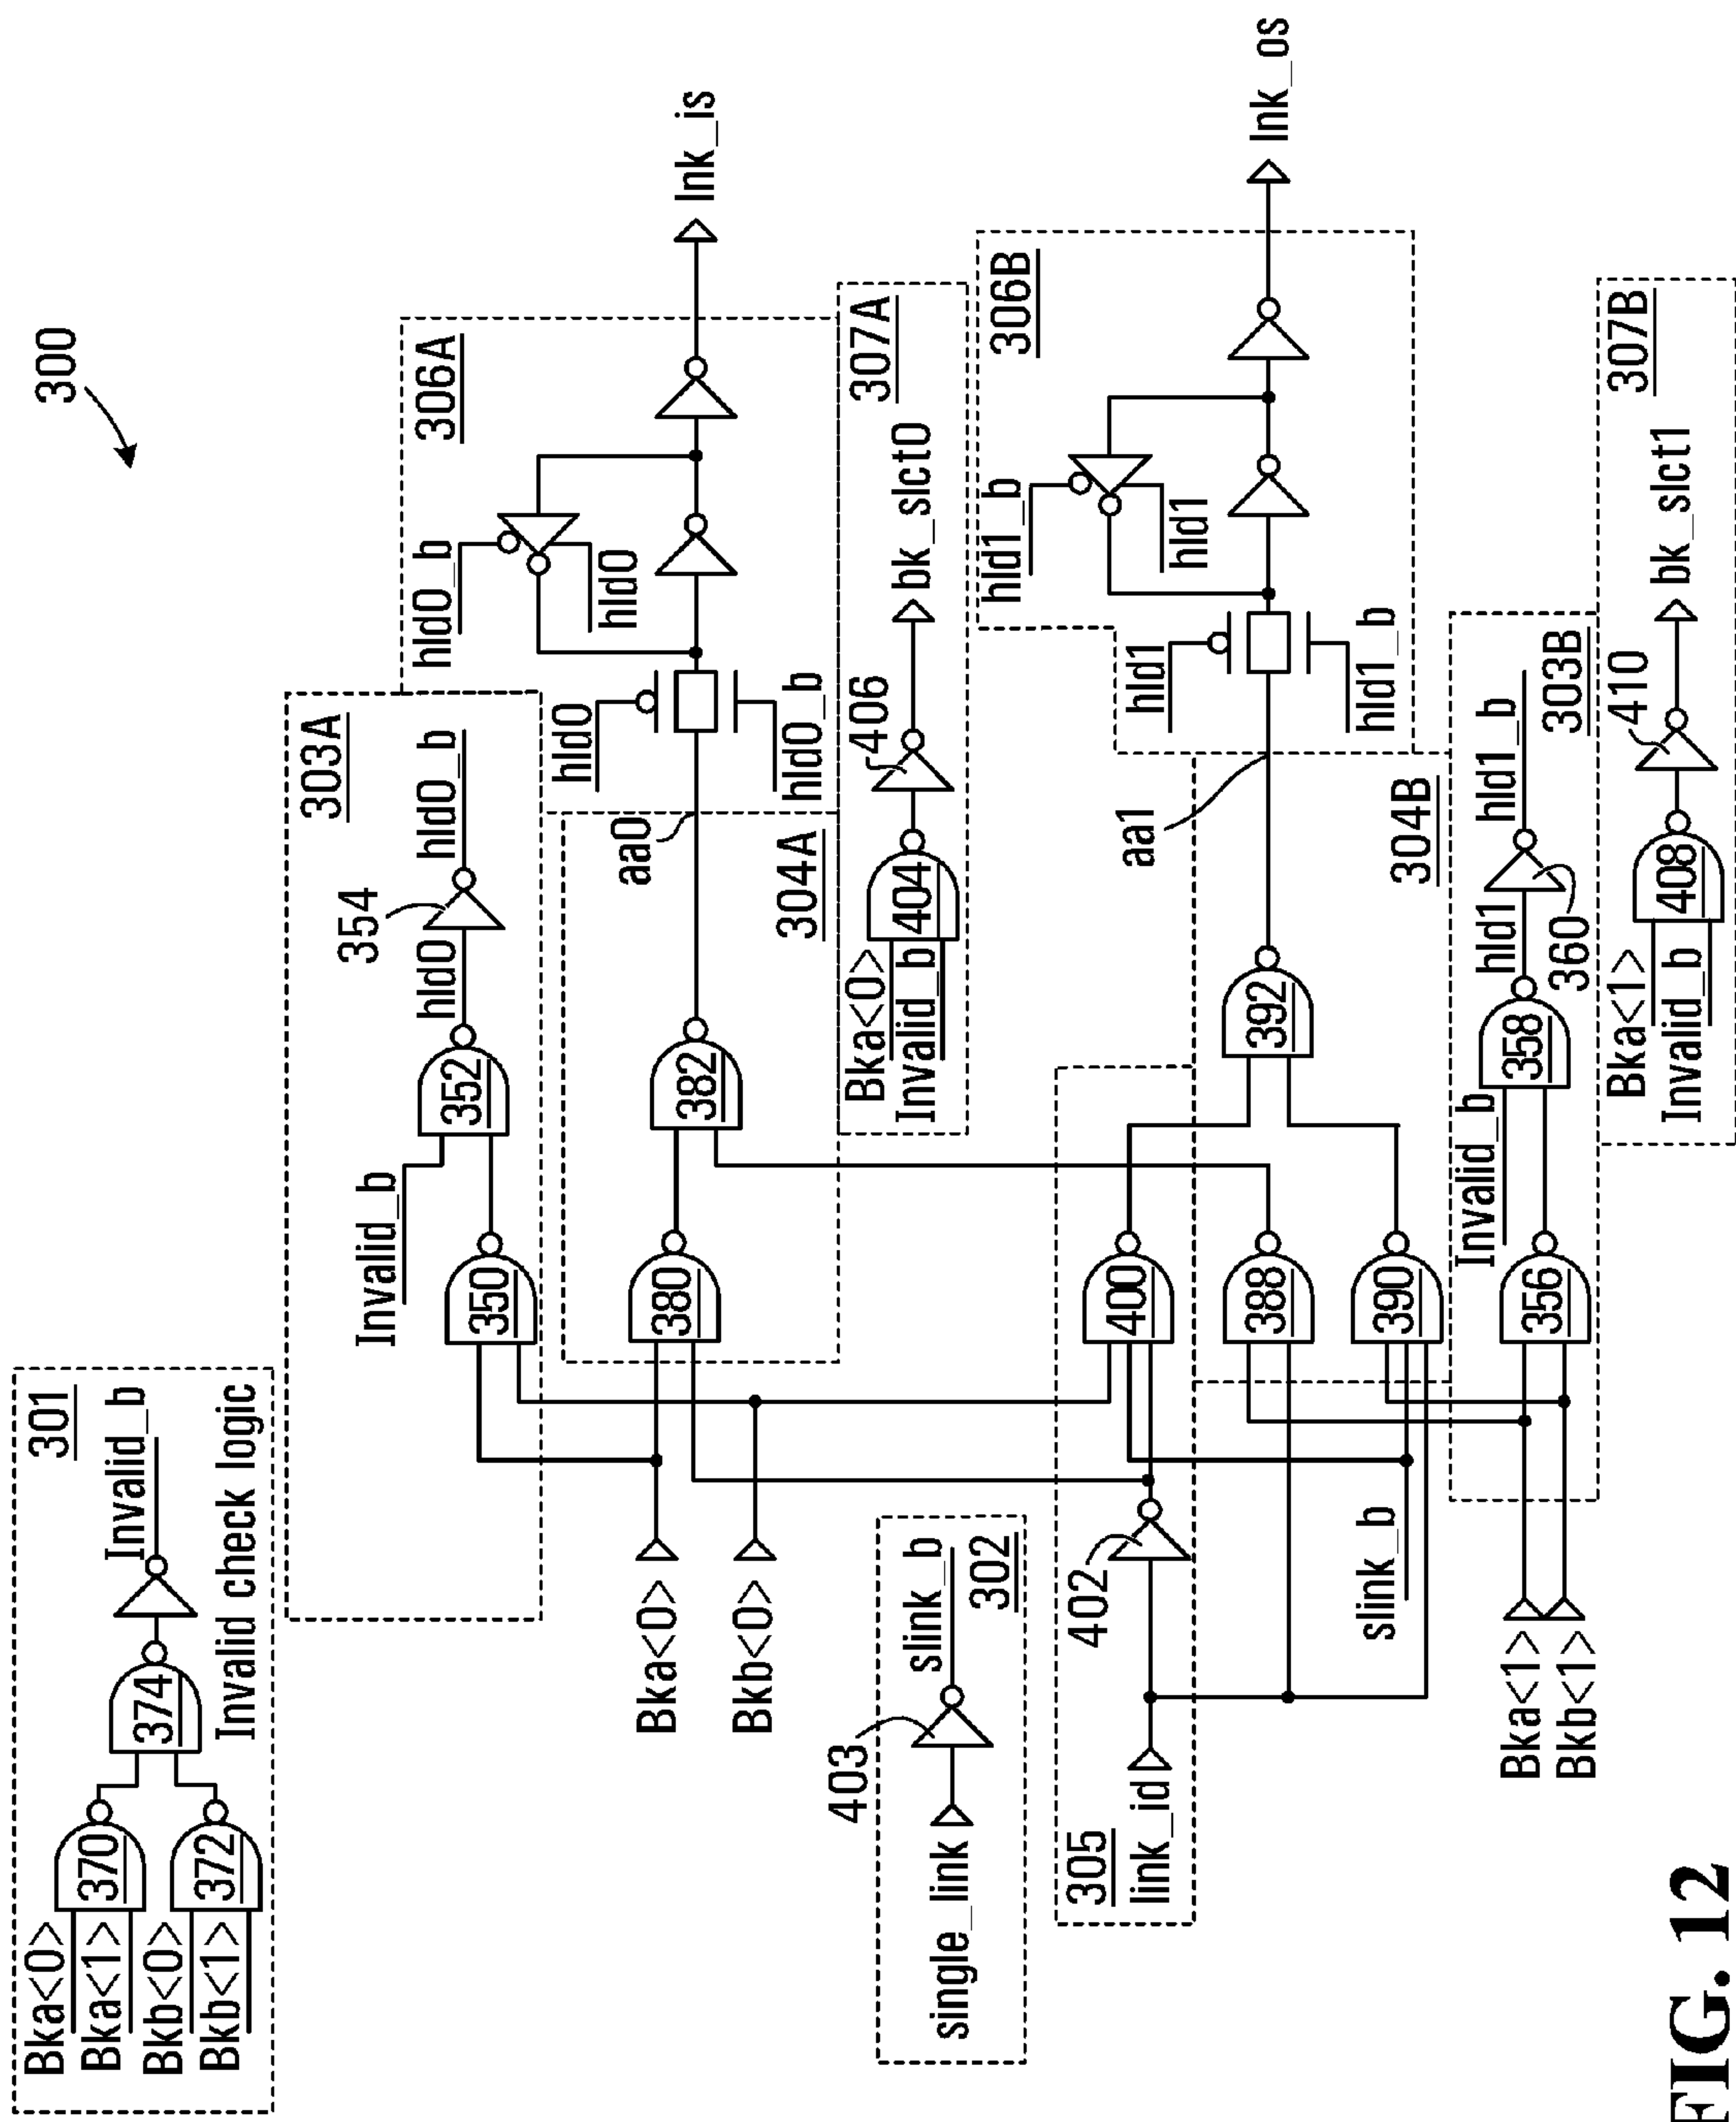 300
301
Bka<0>
Bka<1>
Bkb<0>
Bkb<1>
370
372
374
Invalid_b
Invalid check logic
303A
Invalid_b
350
352
hld0
354
hld0_b
306A
hld0_b
hld0
hld0
hld0_b
lnk_is
Bka<0>
Bkb<0>
380
382
aa0
304A
307A
Bka<0>
Invalid_b
404
406
bk_slct0
single_link
403
slink_b
302
305
link_id
402
400
388
390
slink_b
392
aa1
304B
306B
hld1_b
hld1
hld1
hld1_b
lnk_os
Bka<1>
Bkb<1>
356
Invalid_b
358
hld1
360
hld1_b
303B
307B
Bka<1>
Invalid_b
408
410
bk_slct1
FIG. 12